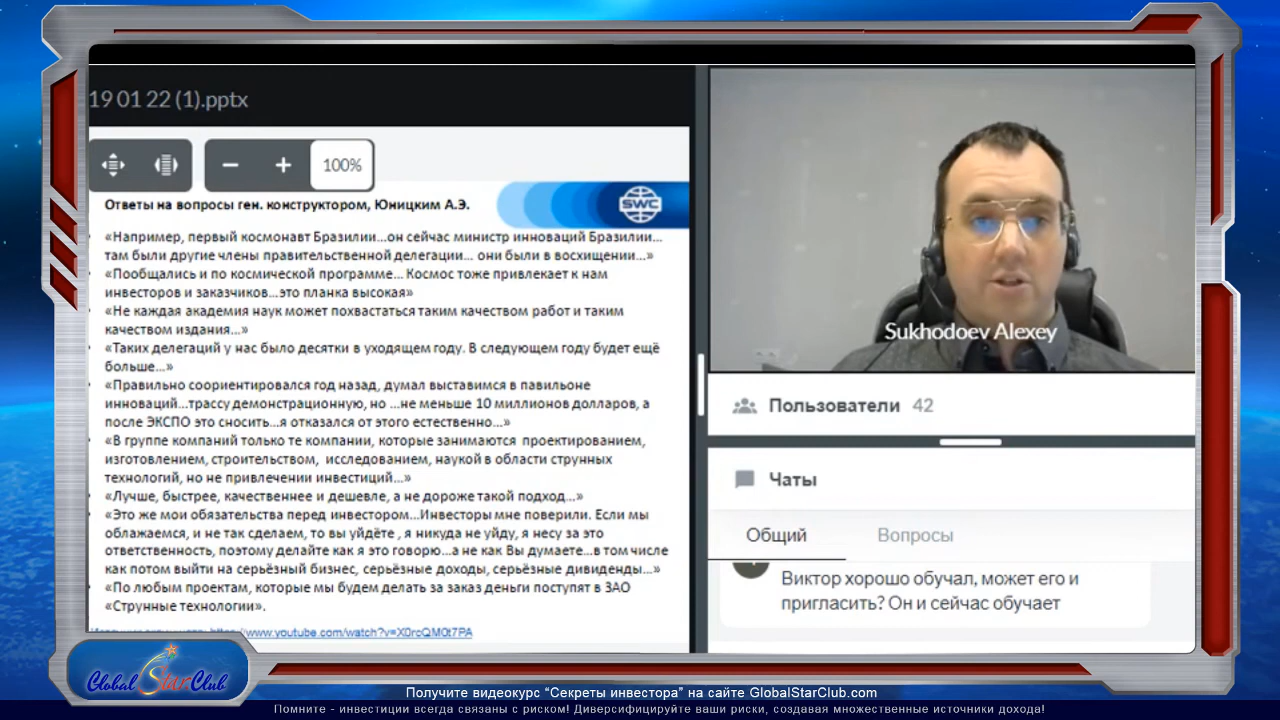 19 01 22 (1).pptx
100%
SWC
Ответы на вопросы ген. конструктором, Юницким А.Э.
«Например, первый космонавт Бразилии...он сейчас министр инноваций Бразилии...
там были другие члены правительственной делегации... они были в восхищении...»
«Пообщались и по космической программе... Космос тоже привлекает к нам
инвесторов и заказчиков...это планка высокая»
«Не каждая академия наук может похвастаться таким качеством работ и таким
качеством издания...»
«Таких делегаций у нас было десятки в уходящем году. В следующем году будет ещё
больше...»
«Правильно соориентировался год назад, думал выставимся в павильоне
инноваций...трассу демонстрационную, но ...не меньше 10 миллионов долларов, а
после ЭКСПО это сносить...я отказался от этого естественно...»
«В группе компаний только те компании, которые занимаются проектированием,
изготовлением, строительством, исследованием, наукой в области струнных
технологий, но не привлечении инвестиций...»
«Лучше, быстрее, качественнее и дешевле, а не дороже такой подход...»
«Это же мои обязательства перед инвестором...Инвесторы мне поверили. Если мы
облажаемся, и не так сделаем, то вы уйдёте , я никуда не уйду, я несу за это
ответственность, поэтому делайте как я это говорю...а не как Вы думаете...в том числе
как потом выйти на серьёзный бизнес, серьёзные доходы, серьёзные дивиденды...»
«По любым проектам, которые мы будем делать за заказ деньги поступят в ЗАО
«Струнные технологии».
https://www.youtube.com/watch?v=X0rcQM0t7PA
Sukhodoev Alexey
Пользователи 42
Чаты
Общий Вопросы
Виктор хорошо обучал, может его и
пригласить? Он и сейчас обучает
Global Star Club
Получите видеокурс "Секреты инвестора" на сайте GlobalStarClub.com
Помните - инвестиции всегда связаны с риском! Диверсифицируйте ваши риски, создавая множественные источники дохода!